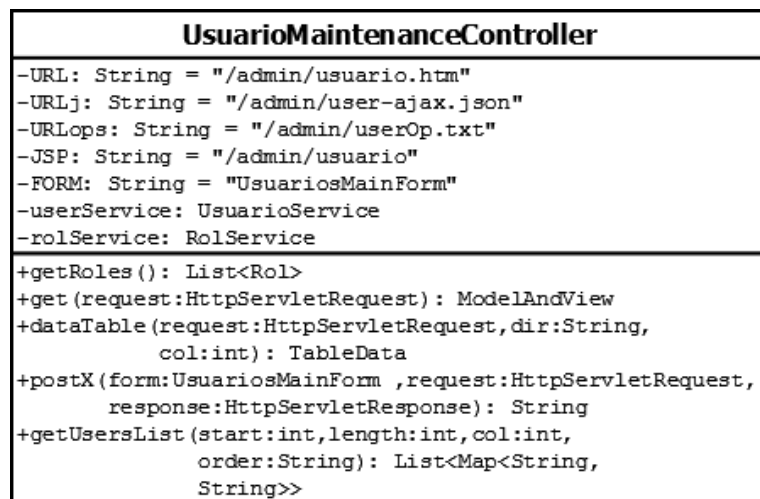 UsuarioMaintenanceController
-URL: String = "/admin/usuario.htm"
-URLj: String = "/admin/user-ajax.json"
-URLops: String = "/admin/userOp.txt"
-JSP: String = "/admin/usuario"
-FORM: String = "UsuariosMainForm"
-userService: UsuarioService
-rolService: RolService
+getRoles(): List<Rol>
+get(request:HttpServletRequest): ModelAndView
+dataTable(request:HttpServletRequest,dir:String,
col:int): TableData
+postX(form:UsuariosMainForm ,request:HttpServletRequest,
response:HttpServletResponse): String
+getUsersList(start:int,length:int,col:int,
order:String): List<Map<String,
String>>